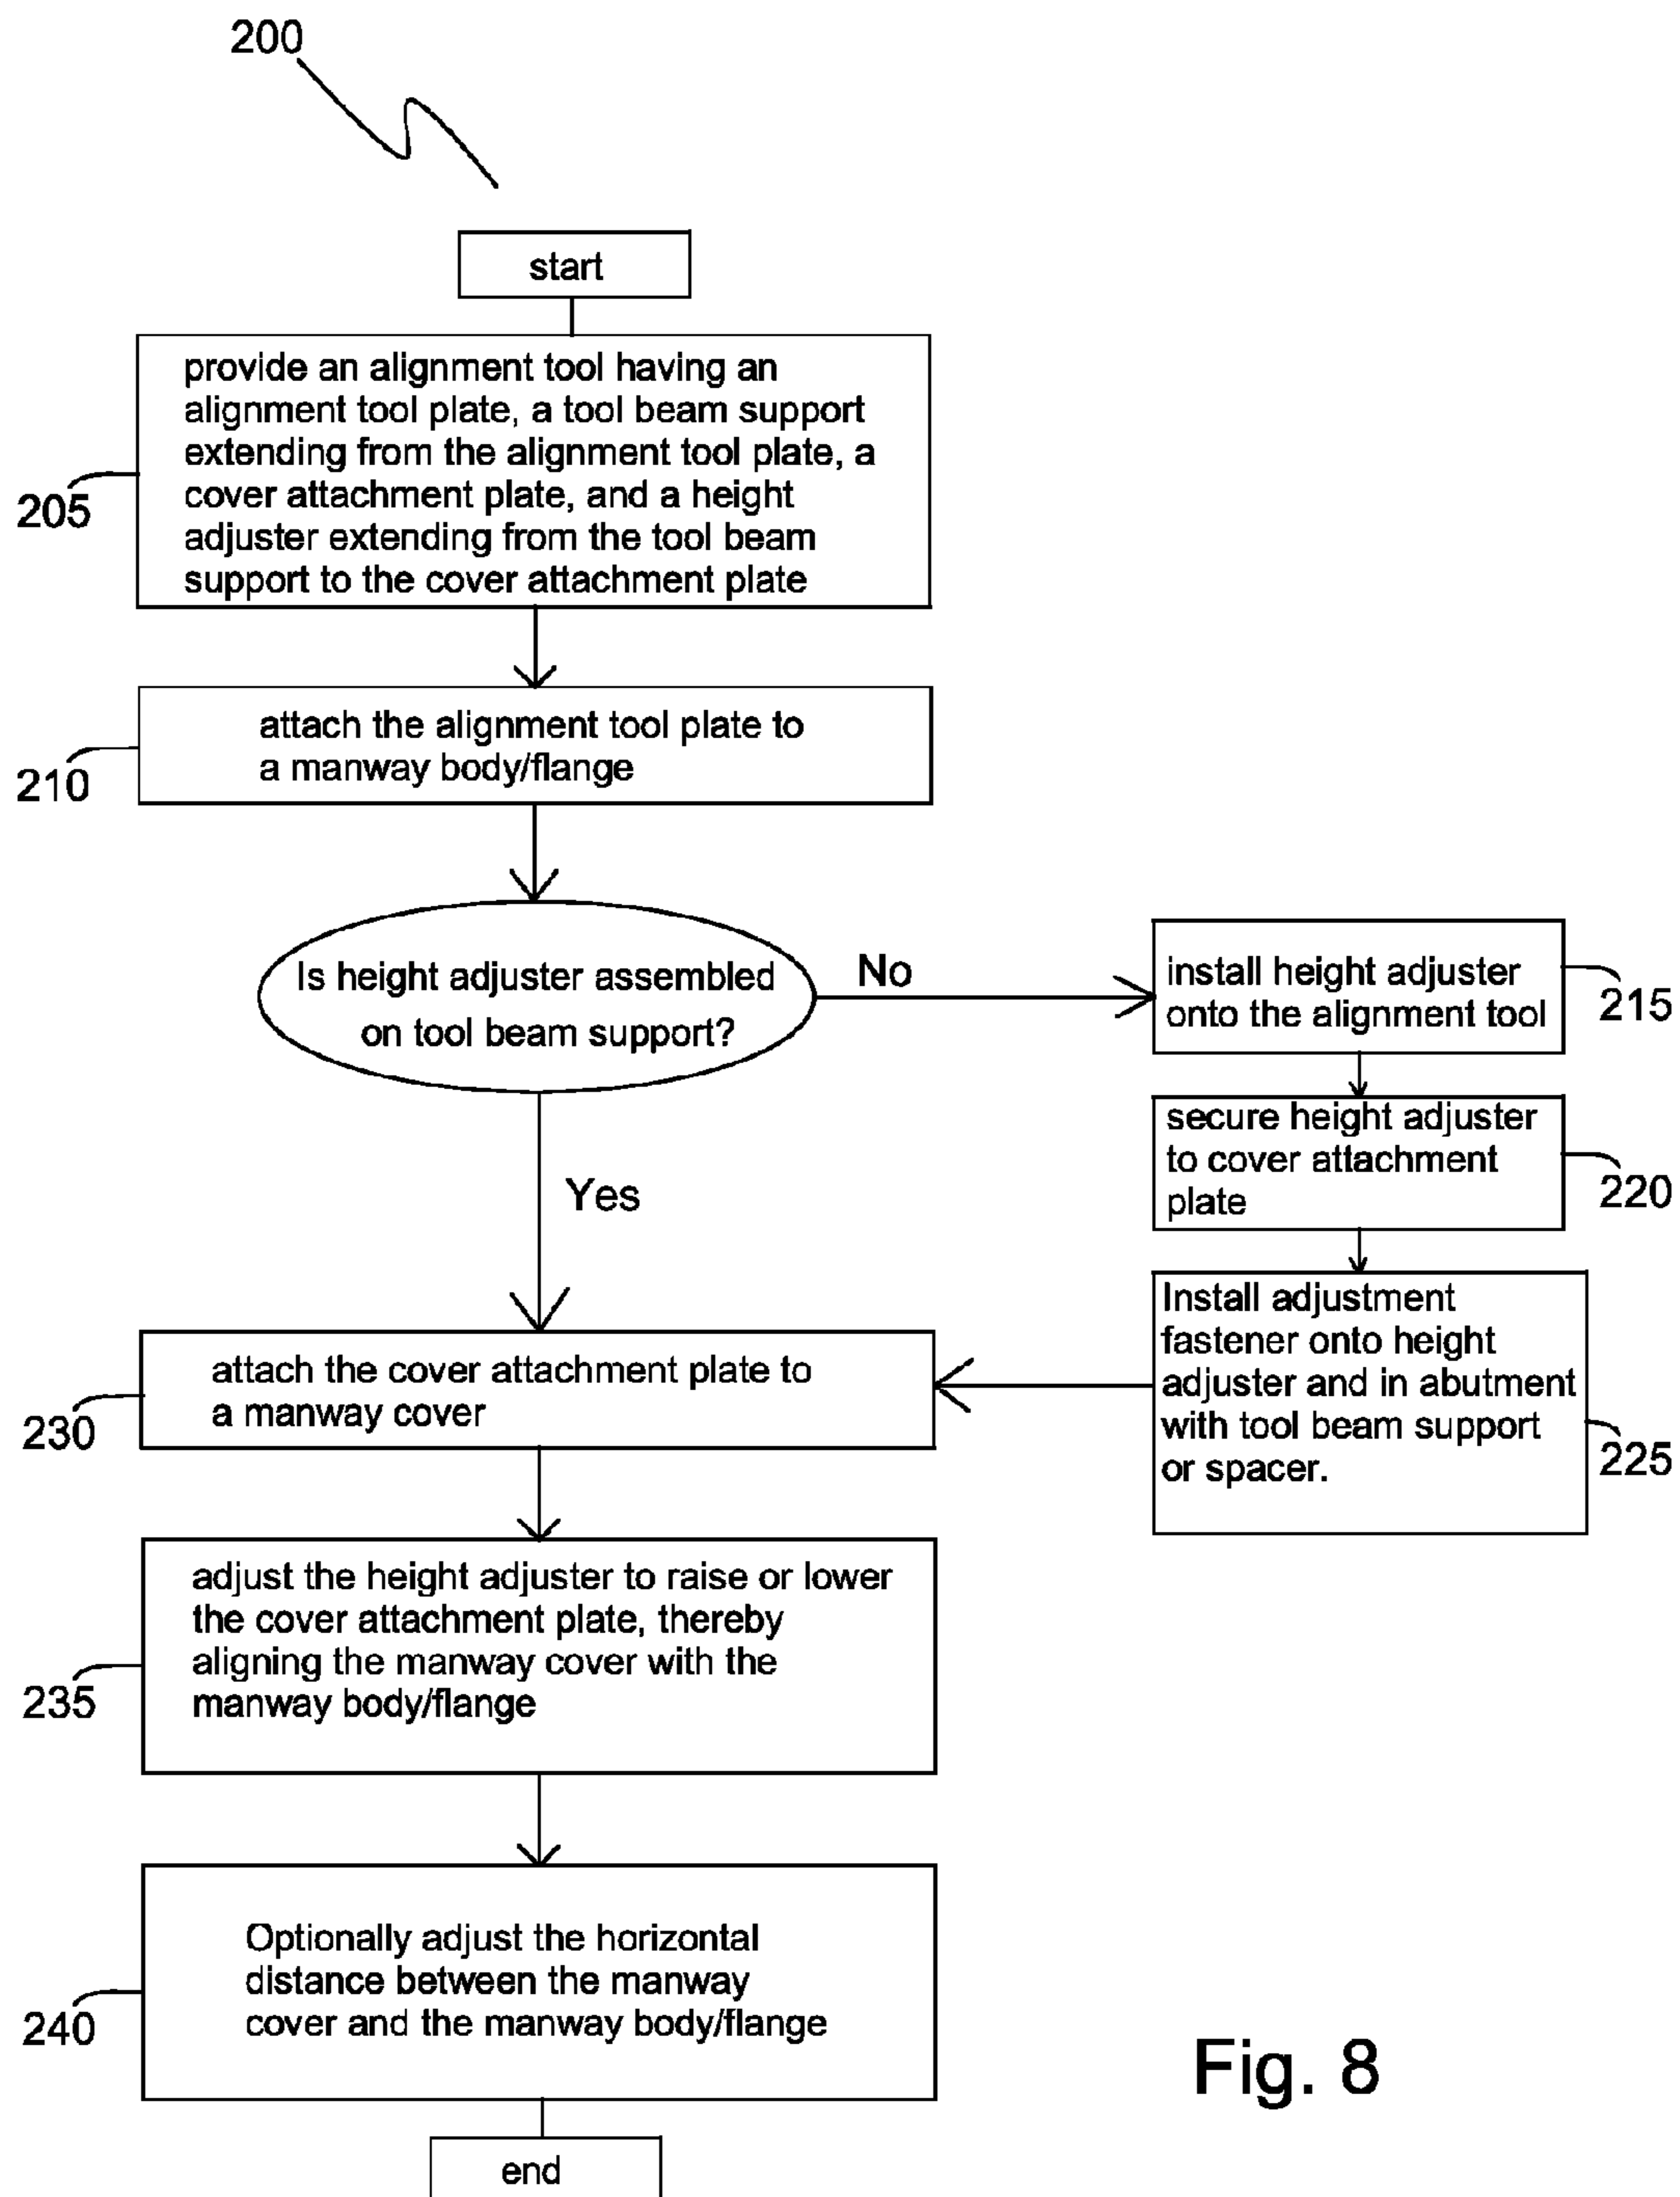 200
start
provide an alignment tool having an
alignment tool plate, a tool beam support
extending from the alignment tool plate, a
cover attachment plate, and a height
adjuster extending from the tool beam
support to the cover attachment plate
205
attach the alignment tool plate to
a manway body/flange
210
Is height adjuster assembled
on tool beam support?
No
install height adjuster
onto the alignment tool
215
secure height adjuster
to cover attachment
plate
220
Yes
Install adjustment
fastener onto height
adjuster and in abutment
with tool beam support
or spacer.
225
attach the cover attachment plate to
a manway cover
230
adjust the height adjuster to raise or lower
the cover attachment plate, thereby
aligning the manway cover with the
manway body/flange
235
Optionally adjust the horizontal
distance between the manway
cover and the manway body/flange
240
end
Fig. 8